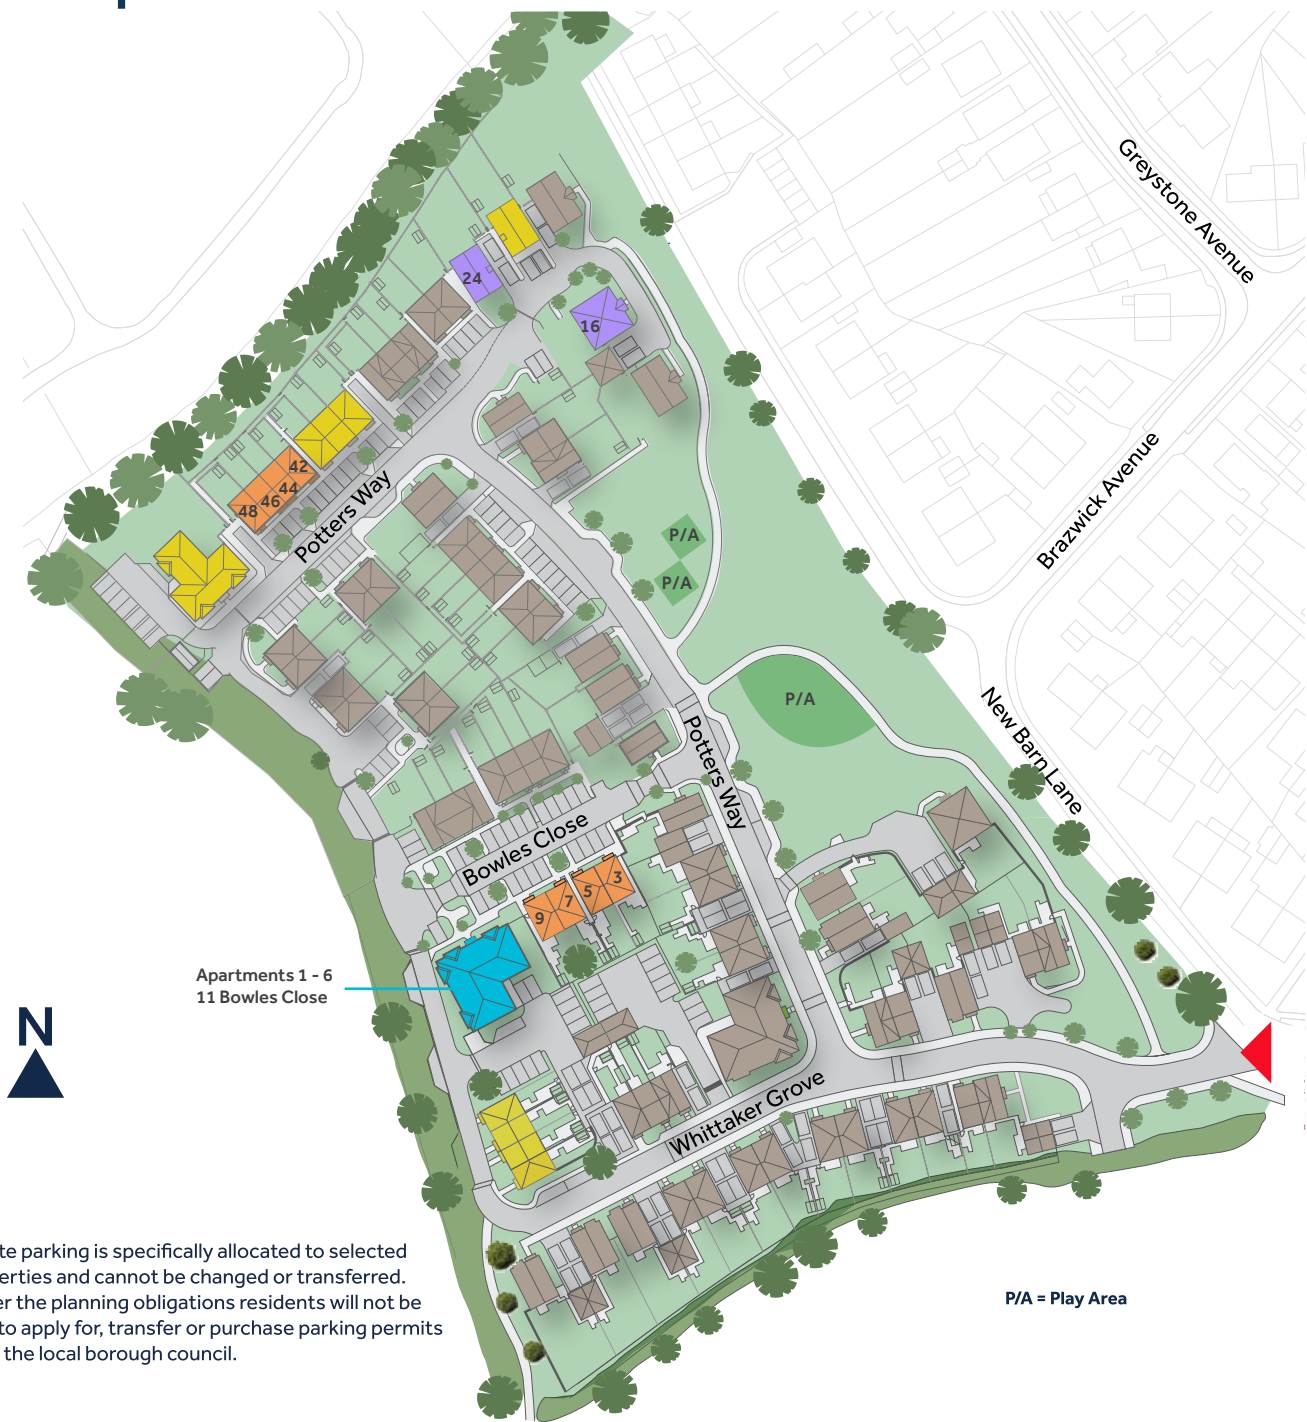 Greystone Avenue
24
16
Brazwick Avenue
42
44
46
48
Potters Way
P/A
P/A
P/A
New Barn Lane
Potters Way
Bowles Close
3
5
7
9
Apartments 1 - 6
11 Bowles Close
N
Whittaker Grove
parking is specifically allocated to selected
and cannot be changed or transferred.
the planning obligations residents will not be
to apply for, transfer or purchase parking permits
the local borough council.
P/A = Play Area